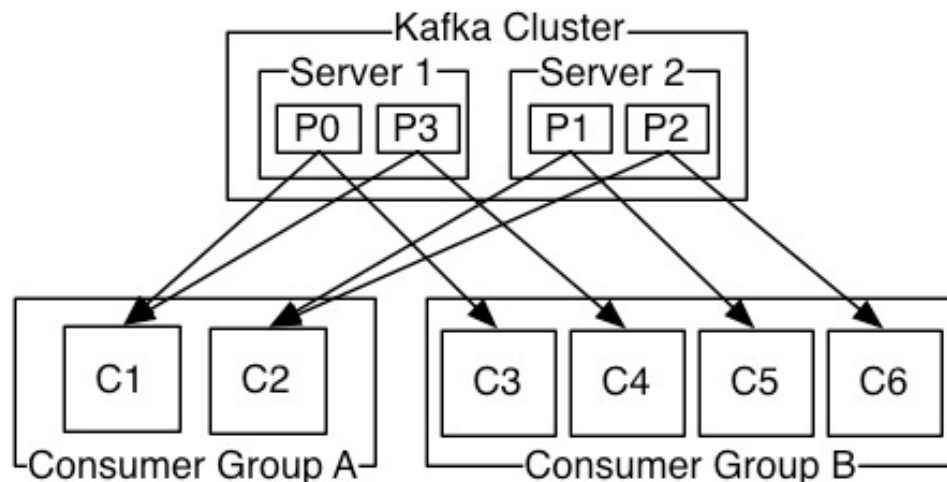 Kafka Cluster
Server 1 Server 2
P0 P3 P1 P2
C1 C2 C3 C4 C5 C6
Consumer Group A Consumer Group B